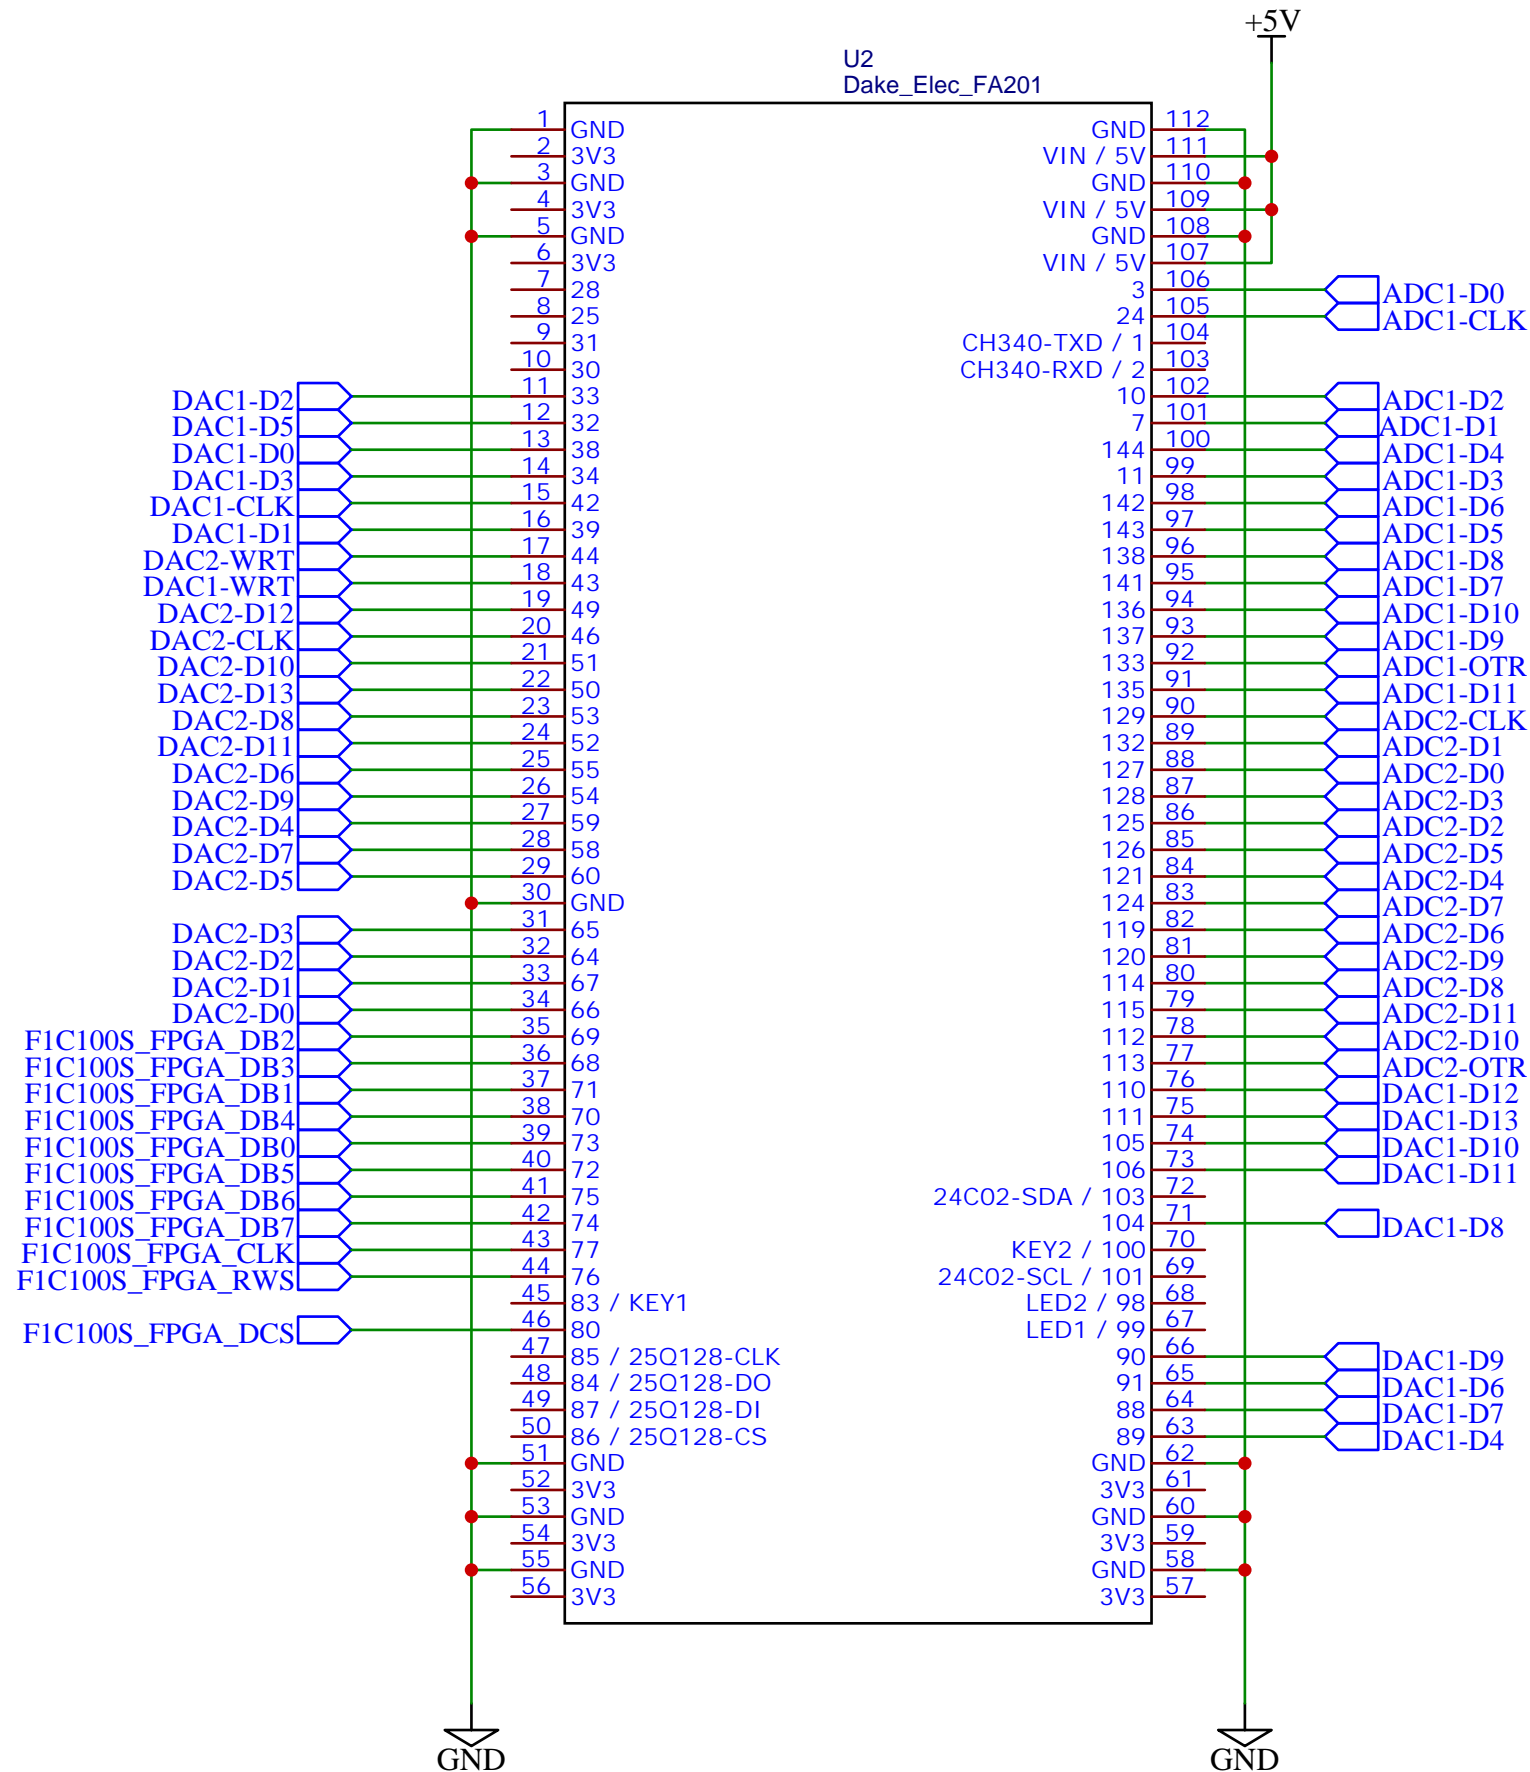 +5V
U2
Dake_Elec_FA201
1 GND GND 112
2 3V3 VIN / 5V 111
3 GND GND 110
4 3V3 VIN / 5V 109
5 GND GND 108
6 3V3 VIN / 5V 107
7 28 3 106 ADC1-D0
8 25 24 105 ADC1-CLK
9 31 CH340-TXD / 1 104
10 30 CH340-RXD / 2 103
DAC1-D2 11 33 10 102 ADC1-D2
DAC1-D5 12 32 7 101 ADC1-D1
DAC1-D0 13 38 144 100 ADC1-D4
DAC1-D3 14 34 11 99 ADC1-D3
DAC1-CLK 15 42 142 98 ADC1-D6
DAC1-D1 16 39 143 97 ADC1-D5
DAC2-WRT 17 44 138 96 ADC1-D8
DAC1-WRT 18 43 141 95 ADC1-D7
DAC2-D12 19 49 136 94 ADC1-D10
DAC2-CLK 20 46 137 93 ADC1-D9
DAC2-D10 21 51 133 92 ADC1-OTR
DAC2-D13 22 50 135 91 ADC1-D11
DAC2-D8 23 53 129 90 ADC2-CLK
DAC2-D11 24 52 132 89 ADC2-D1
DAC2-D6 25 55 127 88 ADC2-D0
DAC2-D9 26 54 128 87 ADC2-D3
DAC2-D4 27 59 125 86 ADC2-D2
DAC2-D7 28 58 126 85 ADC2-D5
DAC2-D5 29 60 121 84 ADC2-D4
30 GND 124 83 ADC2-D7
DAC2-D3 31 65 119 82 ADC2-D6
DAC2-D2 32 64 120 81 ADC2-D9
DAC2-D1 33 67 114 80 ADC2-D8
DAC2-D0 34 66 115 79 ADC2-D11
F1C100S_FPGA_DB2 35 69 112 78 ADC2-D10
F1C100S_FPGA_DB3 36 68 113 77 ADC2-OTR
F1C100S_FPGA_DB1 37 71 110 76 DAC1-D12
F1C100S_FPGA_DB4 38 70 111 75 DAC1-D13
F1C100S_FPGA_DB0 39 73 105 74 DAC1-D10
F1C100S_FPGA_DB5 40 72 106 73 DAC1-D11
F1C100S_FPGA_DB6 41 75 24C02-SDA / 103 72
F1C100S_FPGA_DB7 42 74 104 71 DAC1-D8
F1C100S_FPGA_CLK 43 77 KEY2 / 100 70
F1C100S_FPGA_RWS 44 76 24C02-SCL / 101 69
45 83 / KEY1 LED2 / 98 68
F1C100S_FPGA_DCS 46 80 LED1 / 99 67
47 85 / 25Q128-CLK 90 66 DAC1-D9
48 84 / 25Q128-DO 91 65 DAC1-D6
49 87 / 25Q128-DI 88 64 DAC1-D7
50 86 / 25Q128-CS 89 63 DAC1-D4
51 GND GND 62
52 3V3 3V3 61
53 GND GND 60
54 3V3 3V3 59
55 GND GND 58
56 3V3 3V3 57
GND GND